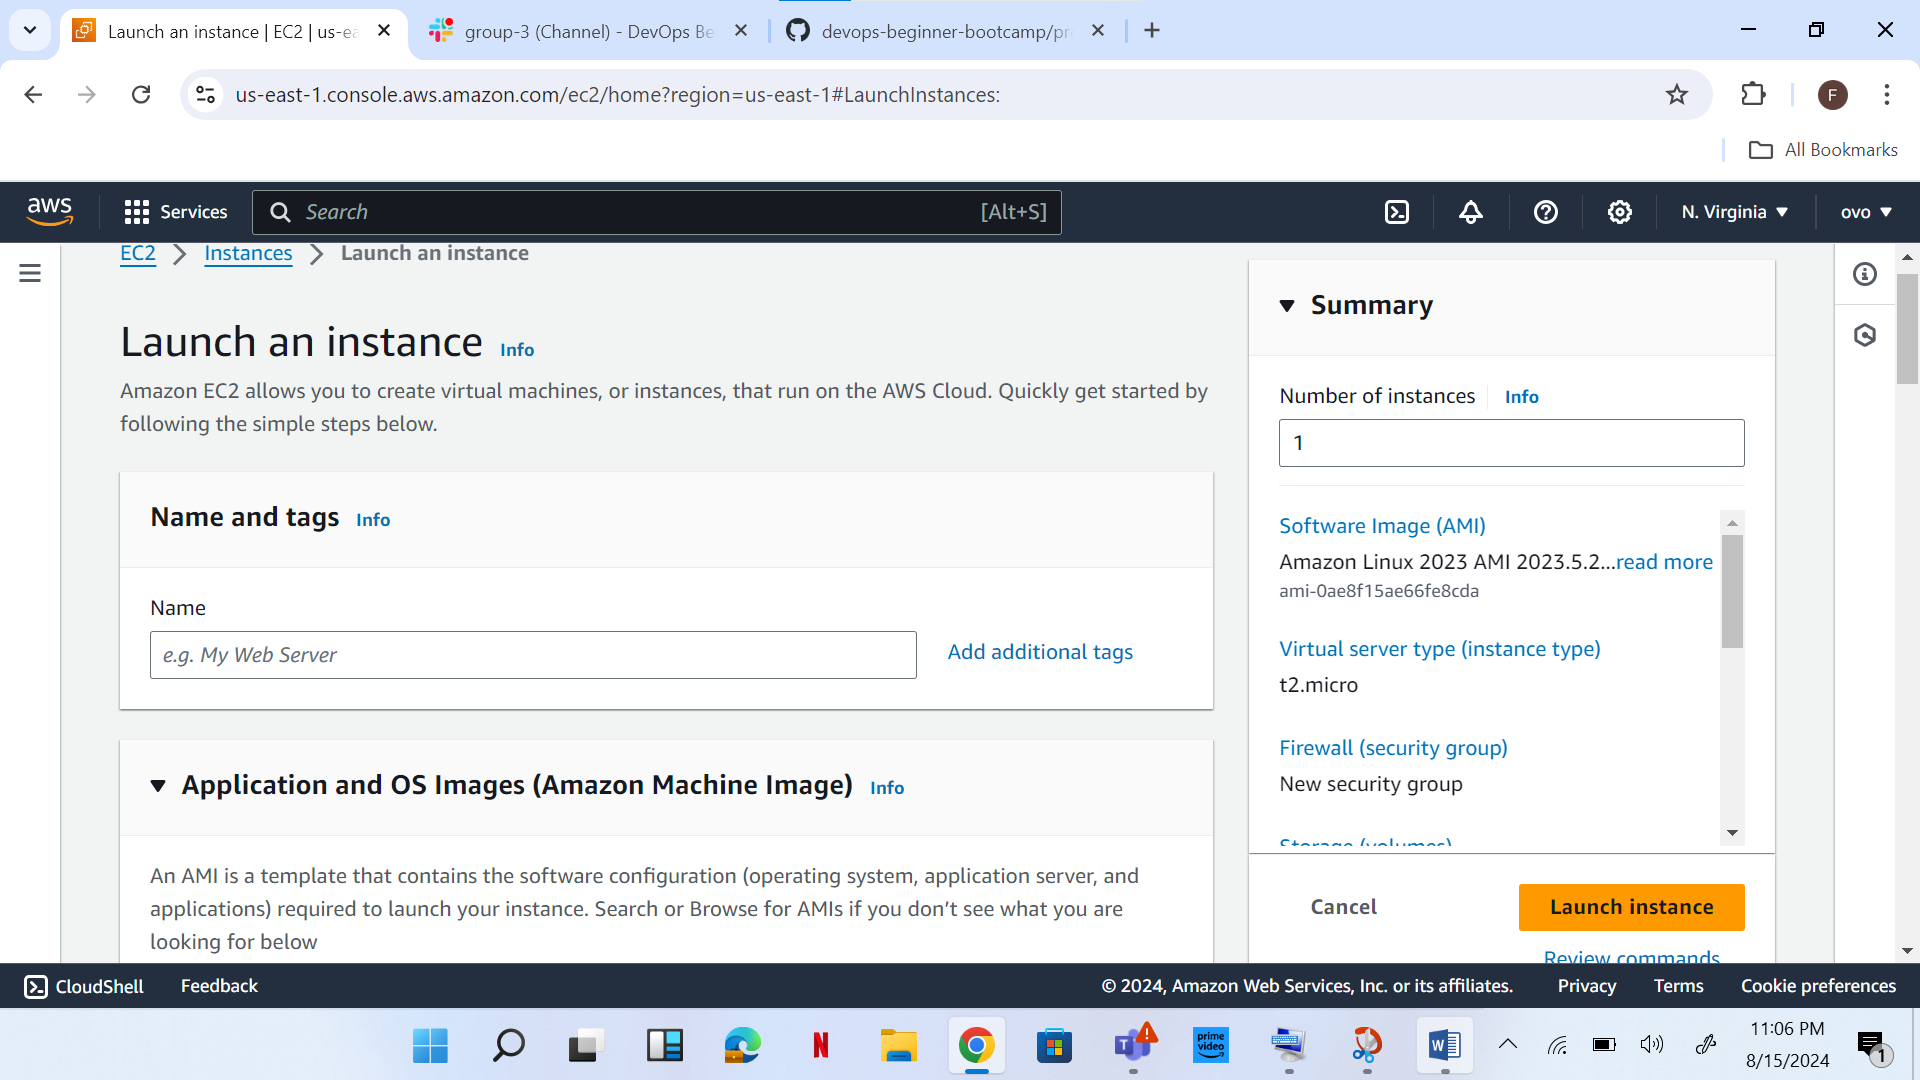 Launch an instance | EC2 | us-ea
group-3 (Channel) - DevOps Be
devops-beginner-bootcamp/pr
us-east-1.console.aws.amazon.com/ec2/home?region=us-east-1#LaunchInstances:
F
All Bookmarks
aws
Services
Search
[Alt+S]
N. Virginia
ovo
EC2
Instances
Launch an instance
Launch an instance Info
Amazon EC2 allows you to create virtual machines, or instances, that run on the AWS Cloud. Quickly get started by
following the simple steps below.
Name and tags Info
Name
e.g. My Web Server
Add additional tags
Application and OS Images (Amazon Machine Image) Info
An AMI is a template that contains the software configuration (operating system, application server, and
applications) required to launch your instance. Search or Browse for AMIs if you don’t see what you are
looking for below
Summary
Number of instances Info
1
Software Image (AMI)
Amazon Linux 2023 AMI 2023.5.2...read more
ami-0ae8f15ae66fe8cda
Virtual server type (instance type)
t2.micro
Firewall (security group)
New security group
Storage (volumes)
Cancel
Launch instance
Review commands
CloudShell
Feedback
© 2024, Amazon Web Services, Inc. or its affiliates.
Privacy
Terms
Cookie preferences
N
T
prime
video
W
11:06 PM
8/15/2024
1